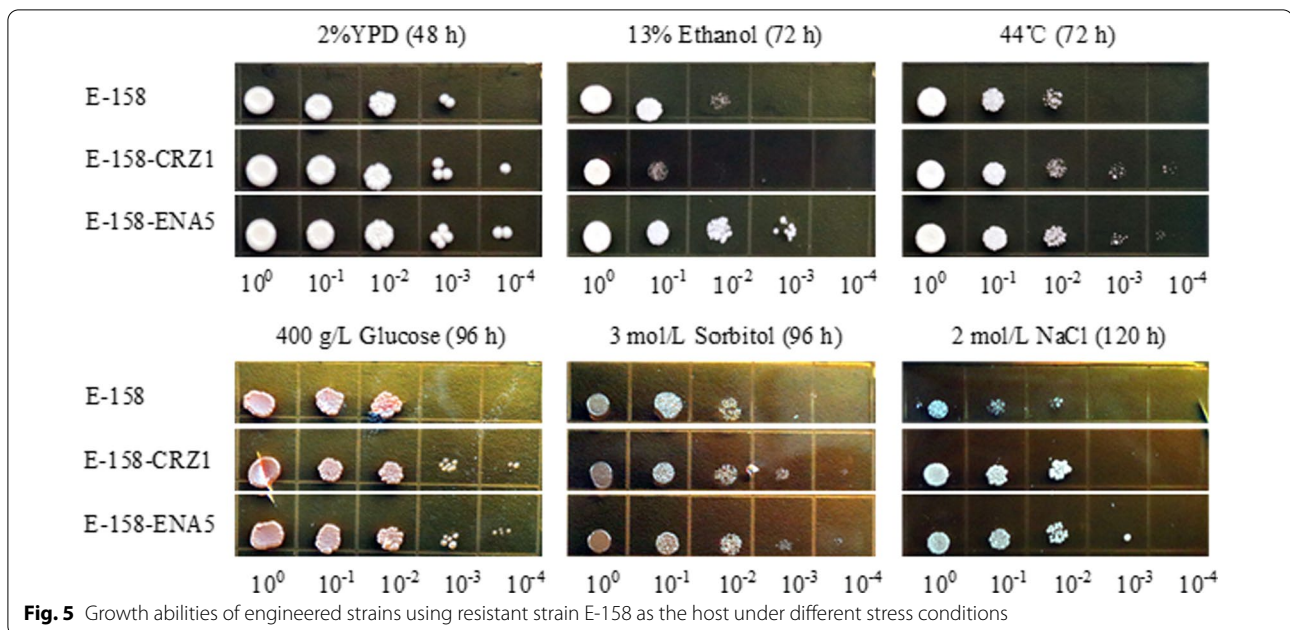 2%YPD (48 h) 13% Ethanol (72 h) 44℃ (72 h)
E-158
E-158-CRZ1
E-158-ENA5
10⁰ 10⁻¹ 10⁻² 10⁻³ 10⁻⁴ 10⁰ 10⁻¹ 10⁻² 10⁻³ 10⁻⁴ 10⁰ 10⁻¹ 10⁻² 10⁻³ 10⁻⁴
400 g/L Glucose (96 h) 3 mol/L Sorbitol (96 h) 2 mol/L NaCl (120 h)
E-158
E-158-CRZ1
E-158-ENA5
10⁰ 10⁻¹ 10⁻² 10⁻³ 10⁻⁴ 10⁰ 10⁻¹ 10⁻² 10⁻³ 10⁻⁴ 10⁰ 10⁻¹ 10⁻² 10⁻³ 10⁻⁴
Fig. 5 Growth abilities of engineered strains using resistant strain E-158 as the host under different stress conditions